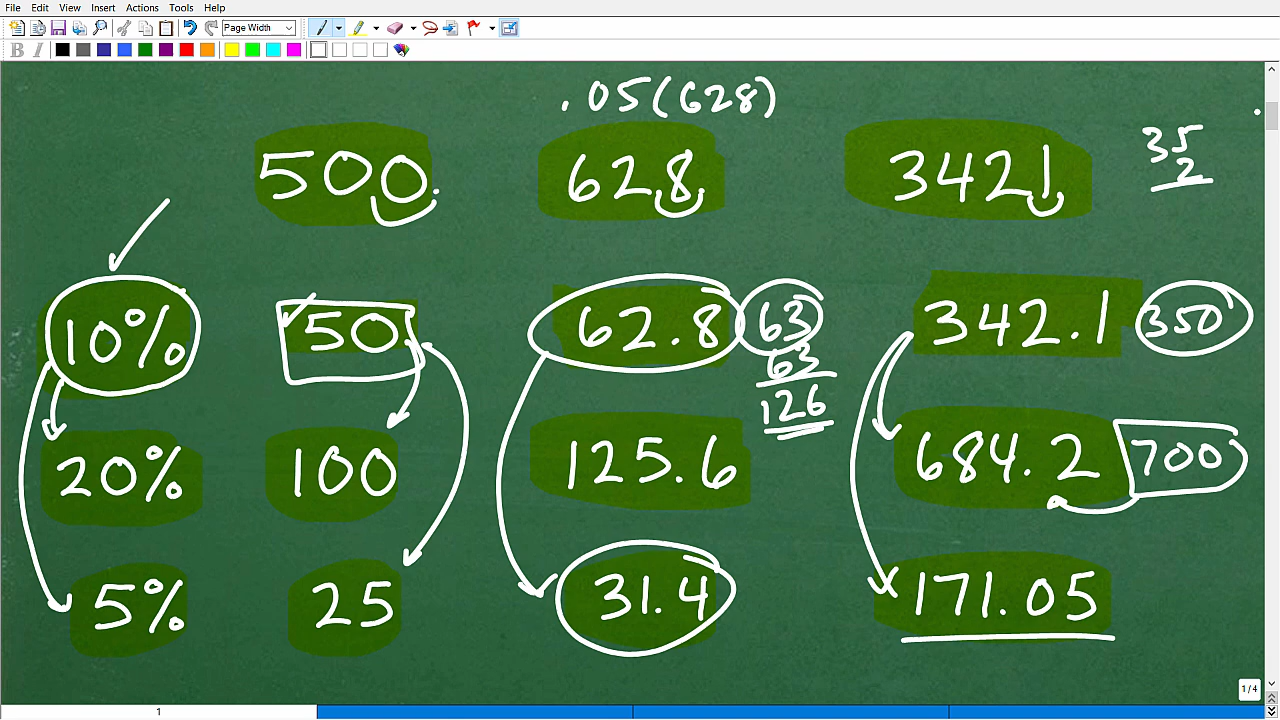 File Edit View Insert Actions Tools Help
Page Width
B I
.05(628)
500. 628 3421 35
2
10% 50 62.8 63 342.1 350
63
126
20% 100 125.6 684.2 700
5% 25 31.4 171.05
1/4
1